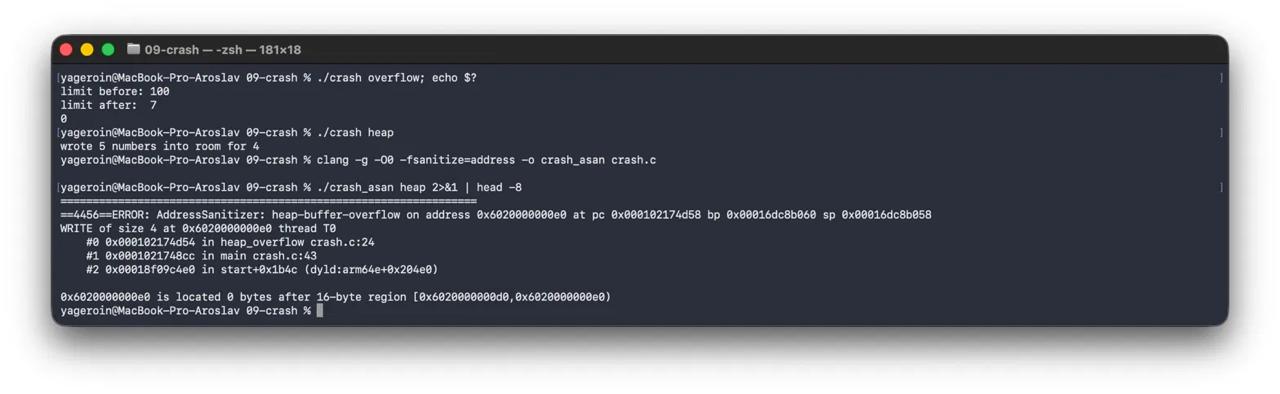 09-crash — -zsh — 181×18
[yageroin@MacBook-Pro-Aroslav 09-crash % ./crash overflow; echo $? ]
limit before: 100
limit after:  7
0
[yageroin@MacBook-Pro-Aroslav 09-crash % ./crash heap ]
wrote 5 numbers into room for 4
yageroin@MacBook-Pro-Aroslav 09-crash % clang -g -O0 -fsanitize=address -o crash_asan crash.c
[yageroin@MacBook-Pro-Aroslav 09-crash % ./crash_asan heap 2>&1 | head -8 ]
=================================================================
==4456==ERROR: AddressSanitizer: heap-buffer-overflow on address 0x6020000000e0 at pc 0x000102174d58 bp 0x00016dc8b060 sp 0x00016dc8b058
WRITE of size 4 at 0x6020000000e0 thread T0
    #0 0x000102174d54 in heap_overflow crash.c:24
    #1 0x0001021748cc in main crash.c:43
    #2 0x00018f09c4e0 in start+0x1b4c (dyld:arm64e+0x204e0)
0x6020000000e0 is located 0 bytes after 16-byte region [0x6020000000d0,0x6020000000e0)
yageroin@MacBook-Pro-Aroslav 09-crash %